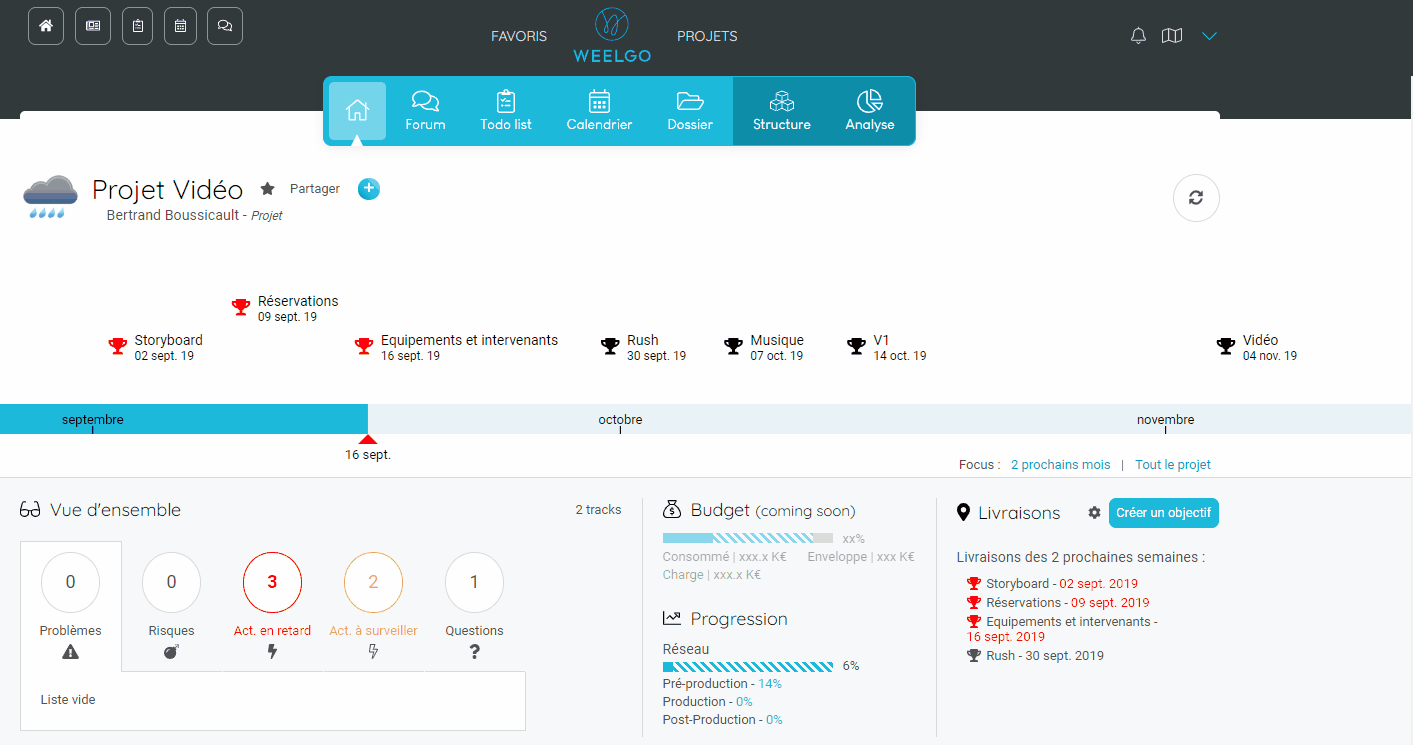 FAVORIS
WEELGO
PROJETS
Forum
Todo list
Calendrier
Dossier
Structure
Analyse
Projet Vidéo
Partager
Bertrand Boussicault - Projet
Réservations
09 sept. 19
Storyboard
02 sept. 19
Equipements et intervenants
16 sept. 19
Rush
30 sept. 19
Musique
07 oct. 19
V1
14 oct. 19
Vidéo
04 nov. 19
septembre
octobre
novembre
16 sept.
Focus : 2 prochains mois | Tout le projet
Vue d'ensemble
2 tracks
0
Problèmes
0
Risques
3
Act. en retard
2
Act. à surveiller
1
Questions
?
Liste vide
Budget (coming soon)
xx%
Consommé | xxx.x K€
Enveloppe | xxx K€
Charge | xxx.x K€
Progression
Réseau
6%
Pré-production - 14%
Production - 0%
Post-Production - 0%
Livraisons
Créer un objectif
Livraisons des 2 prochaines semaines :
Storyboard - 02 sept. 2019
Réservations - 09 sept. 2019
Equipements et intervenants -
16 sept. 2019
Rush - 30 sept. 2019